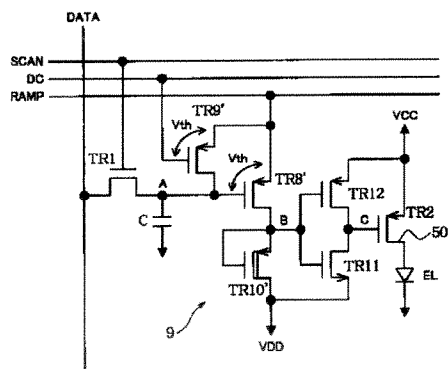 DATA
SCAN
DC
RAMP
VCC
TR9'
Vth
Vth
TR1
A
TR8'
TR12
TR2
C
B
C
50
TR10'
TR11
EL
9
VDD